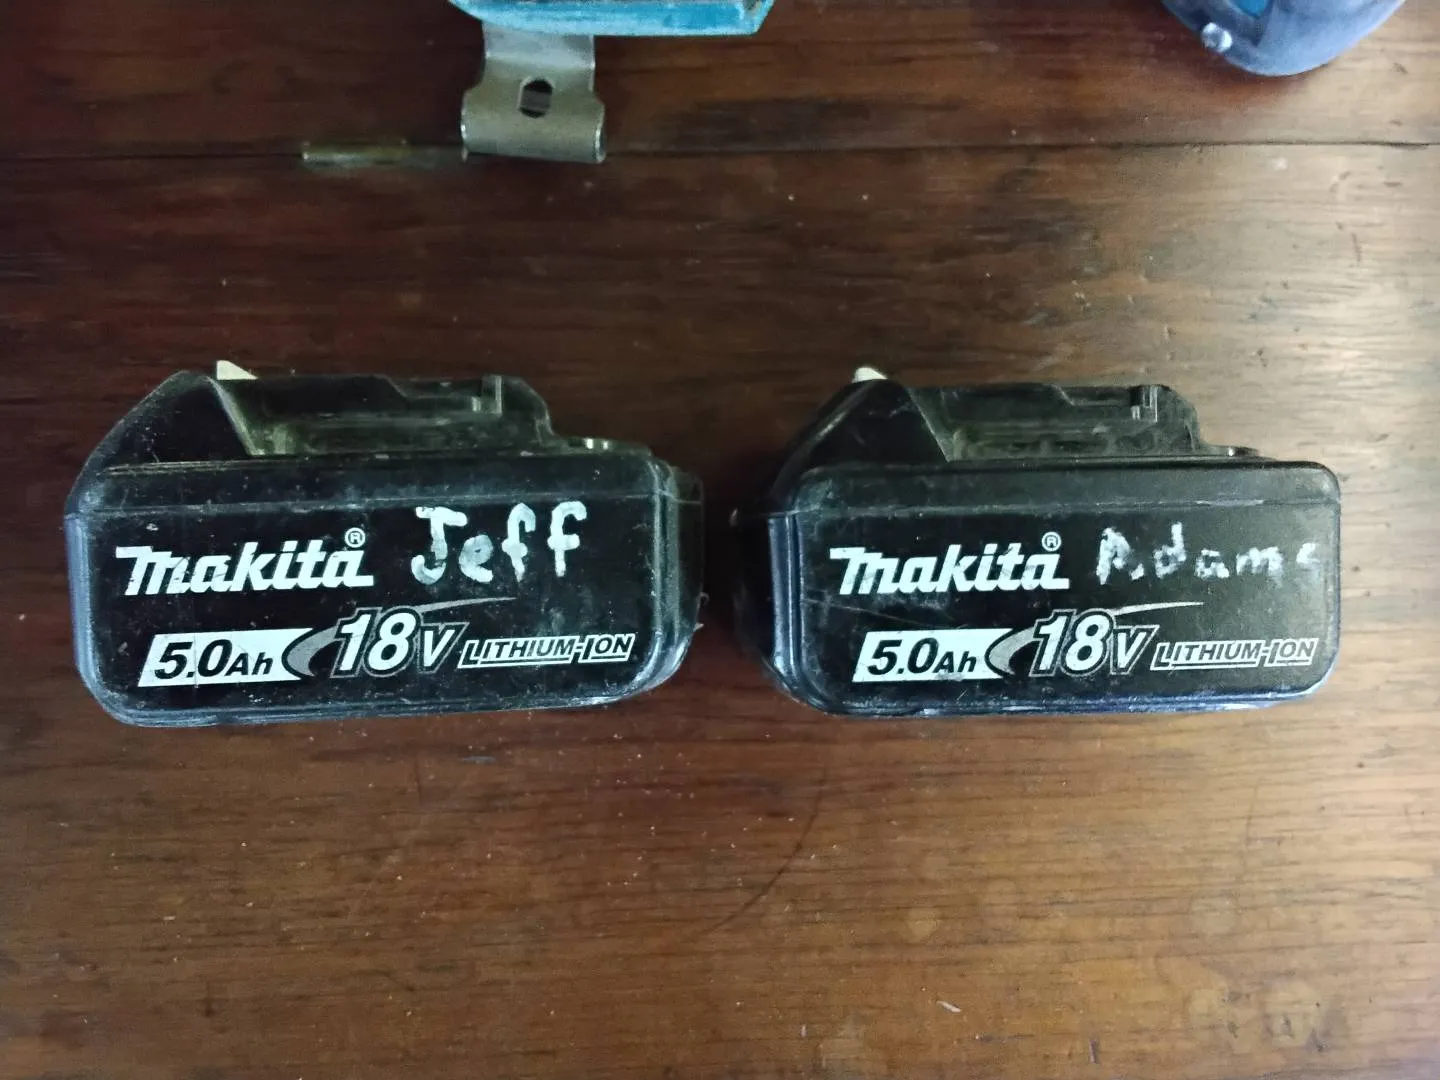 Makita® Jeff
5.0Ah 18V LITHIUM-ION
Makita® Adams
5.0Ah 18V LITHIUM-ION